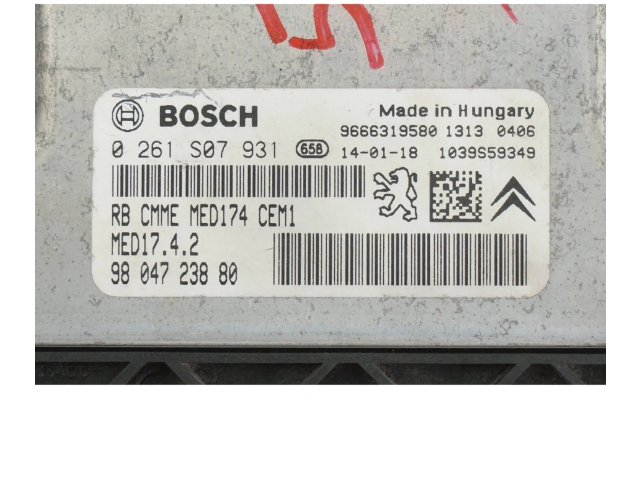 BOSCH
Made in Hungary
9666319580 1313 0406
0 261 S07 931 658 14-01-18 1039S59349
RB CMME MED174 CEM1
MED17.4.2
98 047 238 80